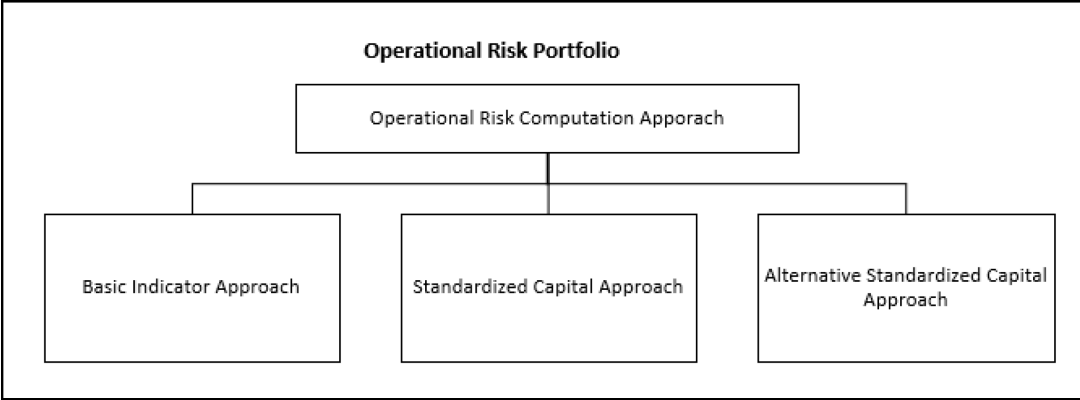 Operational Risk Portfolio
Operational Risk Computation Apporach
Basic Indicator Approach
Standardized Capital Approach
Alternative Standardized Capital
Approach